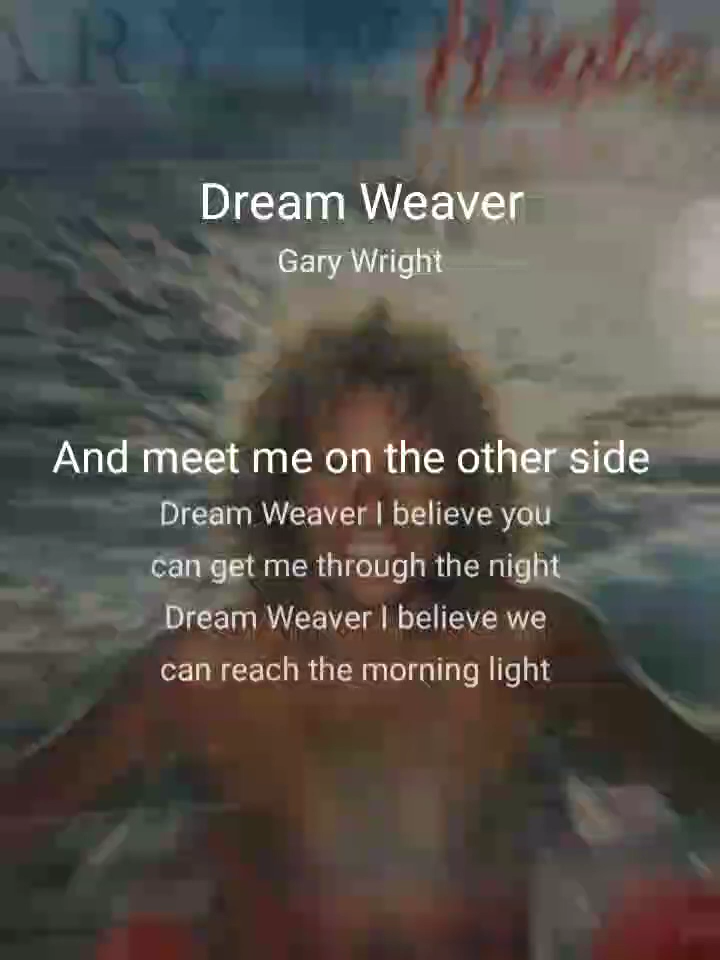 ARY
Dream Weaver
Gary Wright
And meet me on the other side
Dream Weaver I believe you
can get me through the night
Dream Weaver I believe we
can reach the morning light